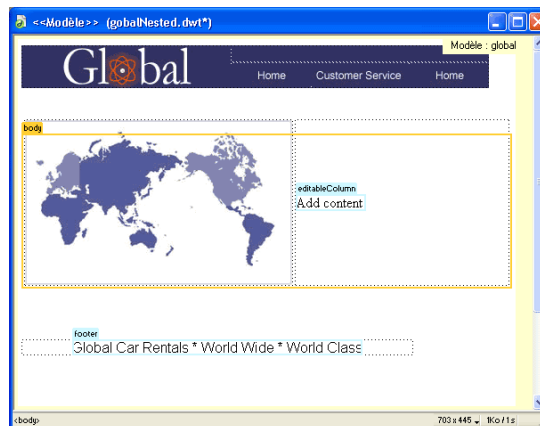 <<Modèle>> (gobalNested.dwt*)
Modèle : global
Global
Home Customer Service Home
body
editableColumn
Add content
footer
Global Car Rentals * World Wide * World Class
<body>
703 x 445 1Ko / 1 s